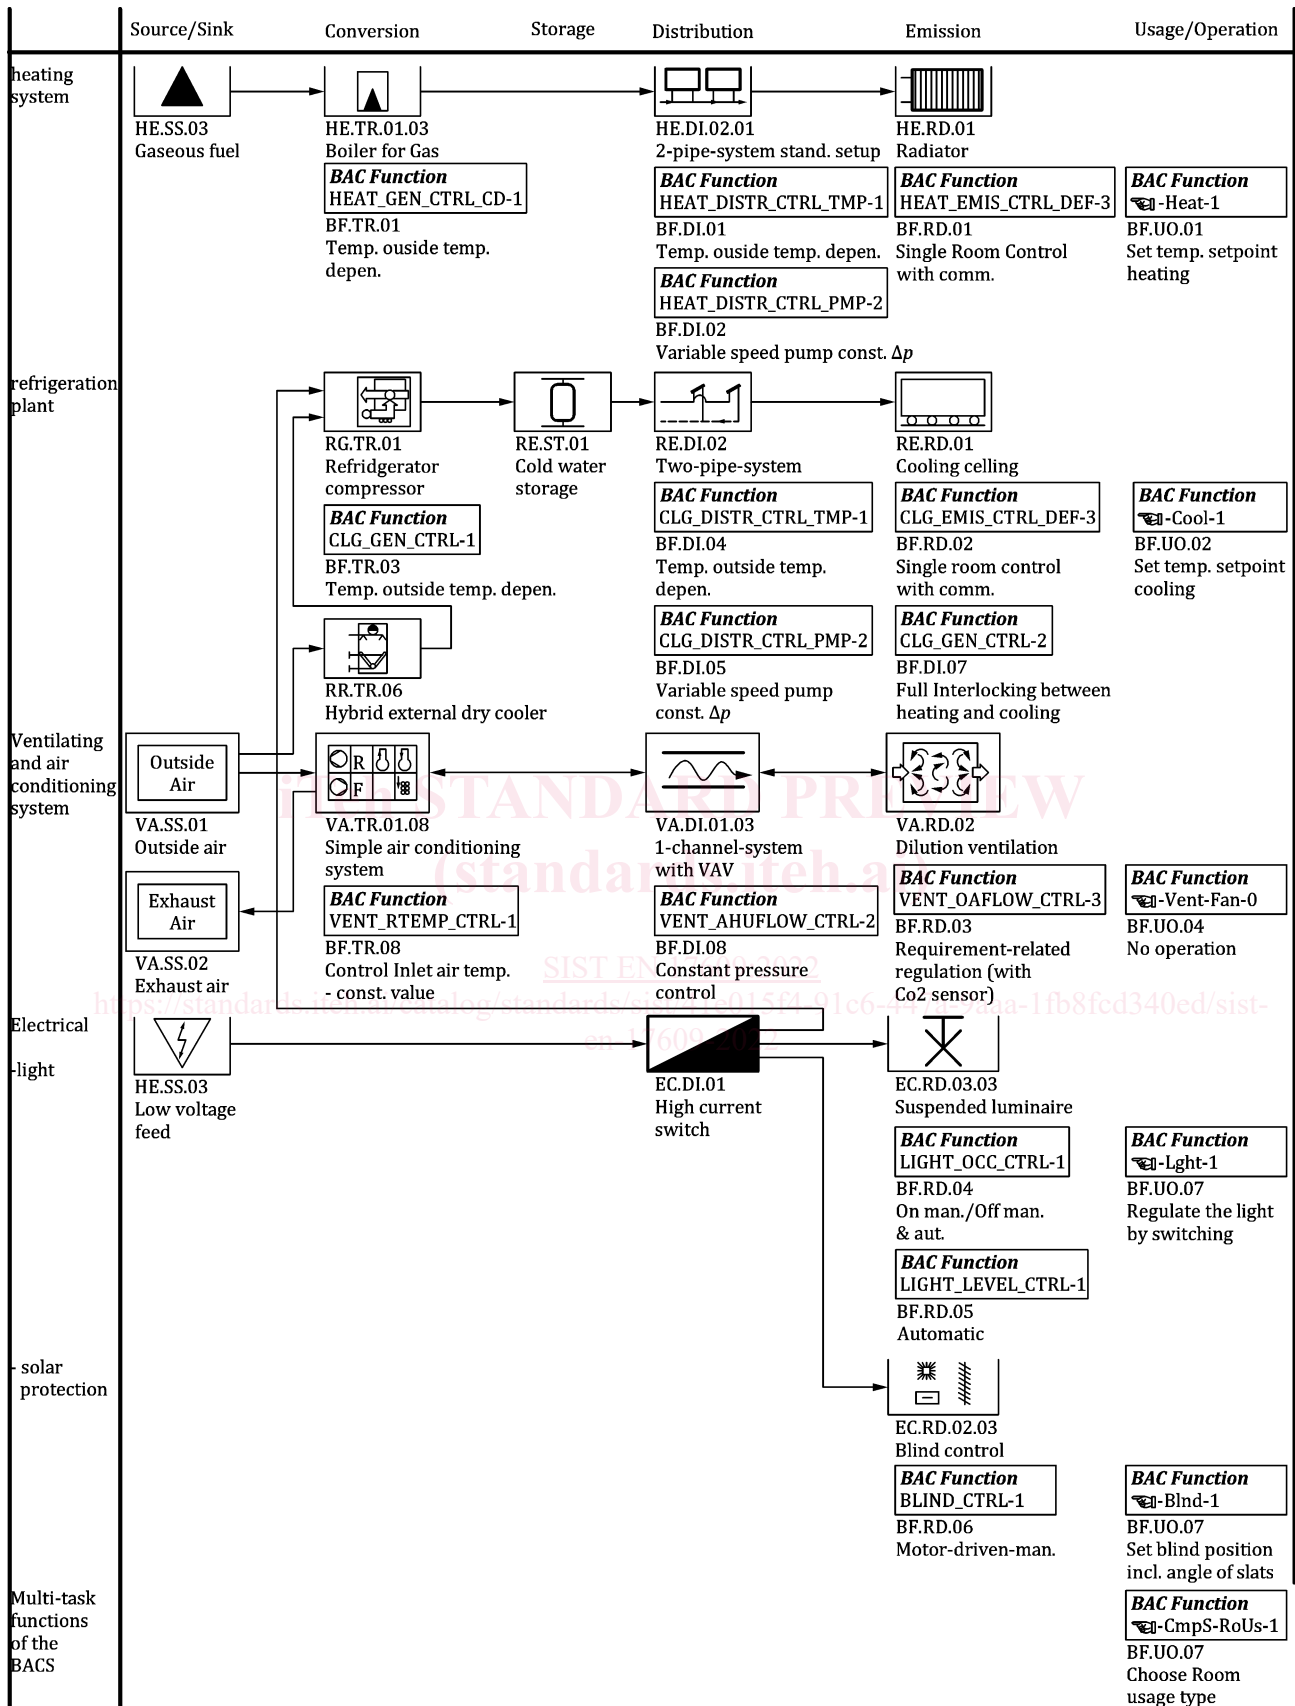 Source/Sink Conversion Storage Distribution Emission Usage/Operation
heating
system
HE.SS.03
Gaseous fuel
HE.TR.01.03
Boiler for Gas
BAC Function
HEAT_GEN_CTRL_CD-1
BF.TR.01
Temp. ouside temp.
depen.
HE.DI.02.01
2-pipe-system stand. setup
BAC Function
HEAT_DISTR_CTRL_TMP-1
BF.DI.01
Temp. ouside temp. depen.
BAC Function
HEAT_DISTR_CTRL_PMP-2
BF.DI.02
Variable speed pump const. Δp
HE.RD.01
Radiator
BAC Function
HEAT_EMIS_CTRL_DEF-3
BF.RD.01
Single Room Control
with comm.
BAC Function
-Heat-1
BF.UO.01
Set temp. setpoint
heating
refrigeration
plant
RG.TR.01
Refridgerator
compressor
BAC Function
CLG_GEN_CTRL-1
BF.TR.03
Temp. outside temp. depen.
RR.TR.06
Hybrid external dry cooler
RE.ST.01
Cold water
storage
RE.DI.02
Two-pipe-system
BAC Function
CLG_DISTR_CTRL_TMP-1
BF.DI.04
Temp. outside temp.
depen.
BAC Function
CLG_DISTR_CTRL_PMP-2
BF.DI.05
Variable speed pump
const. Δp
RE.RD.01
Cooling celling
BAC Function
CLG_EMIS_CTRL_DEF-3
BF.RD.02
Single room control
with comm.
BAC Function
CLG_GEN_CTRL-2
BF.DI.07
Full Interlocking between
heating and cooling
BAC Function
-Cool-1
BF.UO.02
Set temp. setpoint
cooling
Ventilating
and air
conditioning
system
Outside
Air
VA.SS.01
Outside air
Exhaust
Air
VA.SS.02
Exhaust air
R
F
VA.TR.01.08
Simple air conditioning
system
BAC Function
VENT_RTEMP_CTRL-1
BF.TR.08
Control Inlet air temp.
- const. value
VA.DI.01.03
1-channel-system
with VAV
BAC Function
VENT_AHUFLOW_CTRL-2
BF.DI.08
Constant pressure
control
VA.RD.02
Dilution ventilation
BAC Function
VENT_OAFLOW_CTRL-3
BF.RD.03
Requirement-related
regulation (with
Co2 sensor)
BAC Function
-Vent-Fan-0
BF.UO.04
No operation
iTeh STANDARD PREVIEW
(standards.iteh.ai)
SIST EN 17609:2022
Electrical
-light
HE.SS.03
Low voltage
feed
EC.DI.01
High current
switch
EC.RD.03.03
Suspended luminaire
BAC Function
LIGHT_OCC_CTRL-1
BF.RD.04
On man./Off man.
& aut.
BAC Function
LIGHT_LEVEL_CTRL-1
BF.RD.05
Automatic
BAC Function
-Lght-1
BF.UO.07
Regulate the light
by switching
- solar
protection
EC.RD.02.03
Blind control
BAC Function
BLIND_CTRL-1
BF.RD.06
Motor-driven-man.
BAC Function
-Blnd-1
BF.UO.07
Set blind position
incl. angle of slats
Multi-task
functions
of the
BACS
BAC Function
-CmpS-RoUs-1
BF.UO.07
Choose Room
usage type